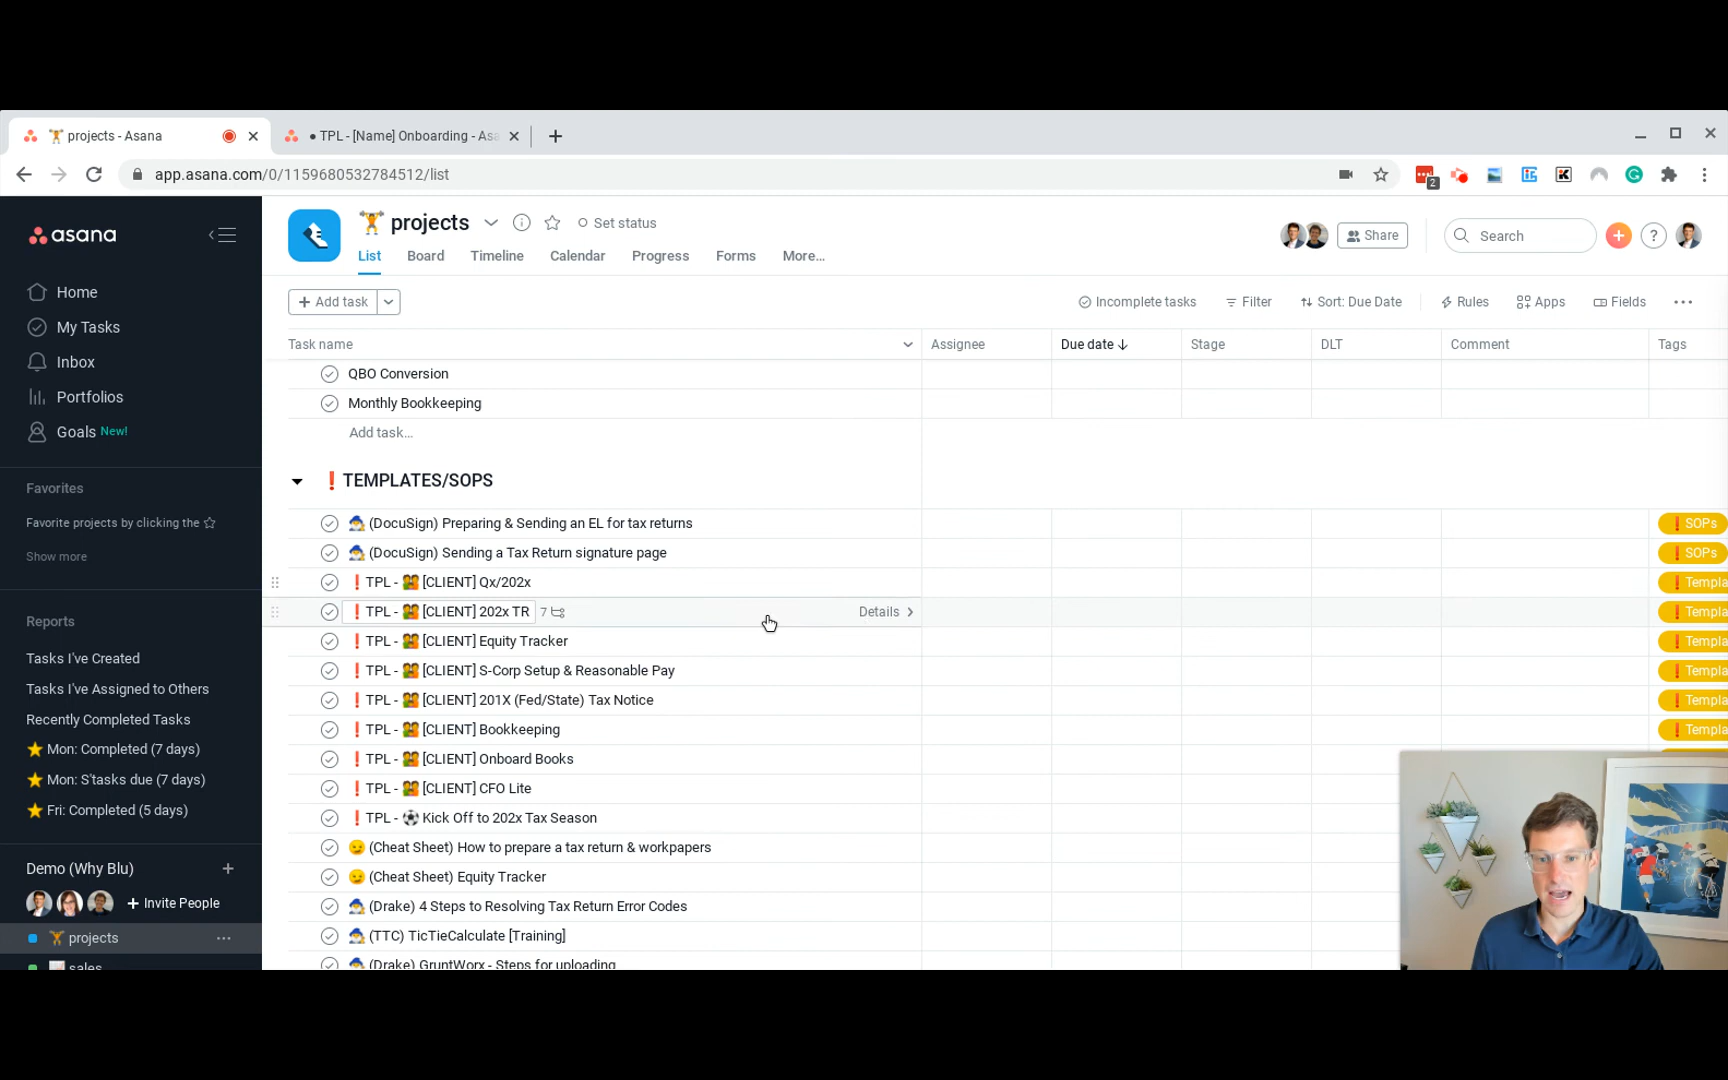 projects - Asana
• TPL - [Name] Onboarding - Asa
app.asana.com/0/1159680532784512/list
2
asana
Home
My Tasks
Inbox
Portfolios
Goals New!
Favorites
Favorite projects by clicking the
Show more
Reports
Tasks I've Created
Tasks I've Assigned to Others
Recently Completed Tasks
⭐ Mon: Completed (7 days)
⭐ Mon: S'tasks due (7 days)
⭐ Fri: Completed (5 days)
Demo (Why Blu) +
+ Invite People
projects ...
sales
projects Set status
List Board Timeline Calendar Progress Forms More...
Share Search + ?
+ Add task
Incomplete tasks Filter Sort: Due Date Rules Apps Fields ...
Task name Assignee Due date ↓ Stage DLT Comment Tags
QBO Conversion
Monthly Bookkeeping
Add task...
❗TEMPLATES/SOPS
(DocuSign) Preparing & Sending an EL for tax returns ❗SOPs
(DocuSign) Sending a Tax Return signature page ❗SOPs
❗TPL - [CLIENT] Qx/202x ❗Templa
❗TPL - [CLIENT] 202x TR 7 Details > ❗Templa
❗TPL - [CLIENT] Equity Tracker ❗Templa
❗TPL - [CLIENT] S-Corp Setup & Reasonable Pay ❗Templa
❗TPL - [CLIENT] 201X (Fed/State) Tax Notice ❗Templa
❗TPL - [CLIENT] Bookkeeping ❗Templa
❗TPL - [CLIENT] Onboard Books
❗TPL - [CLIENT] CFO Lite
❗TPL - ⚽ Kick Off to 202x Tax Season
(Cheat Sheet) How to prepare a tax return & workpapers
(Cheat Sheet) Equity Tracker
(Drake) 4 Steps to Resolving Tax Return Error Codes
(TTC) TicTieCalculate [Training]
(Drake) GruntWorx - Steps for uploading